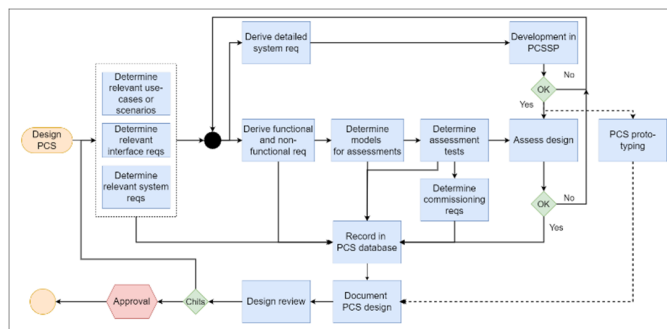 Derive detailed
system req
Development in
PCSSP
No
OK
Yes
Determine
relevant use-
cases or
scenarios
Design
PCS
Determine
relevant
interface reqs
Determine
relevant system
reqs
Derive functional
and non-
functional req
Determine
models
for assessments
Determine
assessment
tests
Assess design
PCS proto-
typing
Determine
commissioning
reqs
OK
No
Yes
Record in
PCS database
Approval
Chits
Design review
Document
PCS design